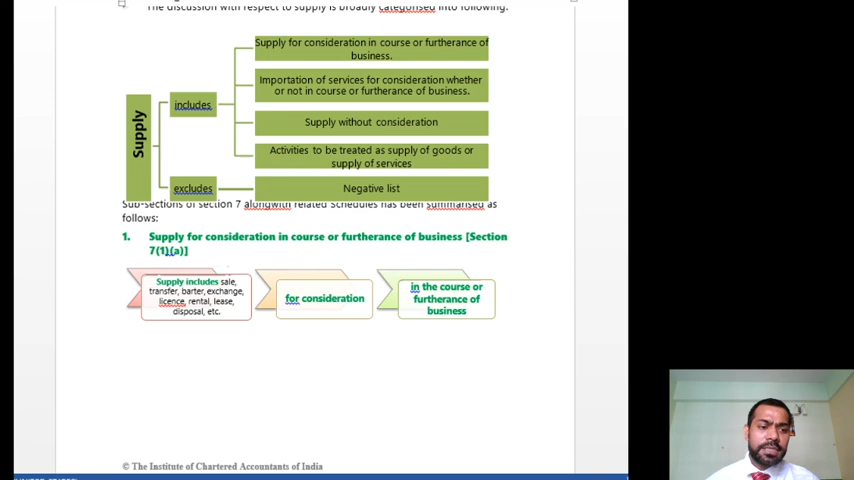 The discussion with respect to supply is broadly categorised into following:
Supply for consideration in course or furtherance of
business.
Importation of services for consideration whether
or not in course or furtherance of business.
includes
Supply without consideration
Supply
Activities to be treated as supply of goods or
supply of services
excludes
Negative list
Sub-sections of section 7 alongwith related Schedules has been summarised as
follows:
1. Supply for consideration in course or furtherance of business [Section
7(1)(a)]
Supply includes sale,
transfer, barter, exchange,
licence, rental, lease,
disposal, etc.
for consideration
in the course or
furtherance of
business
© The Institute of Chartered Accountants of India